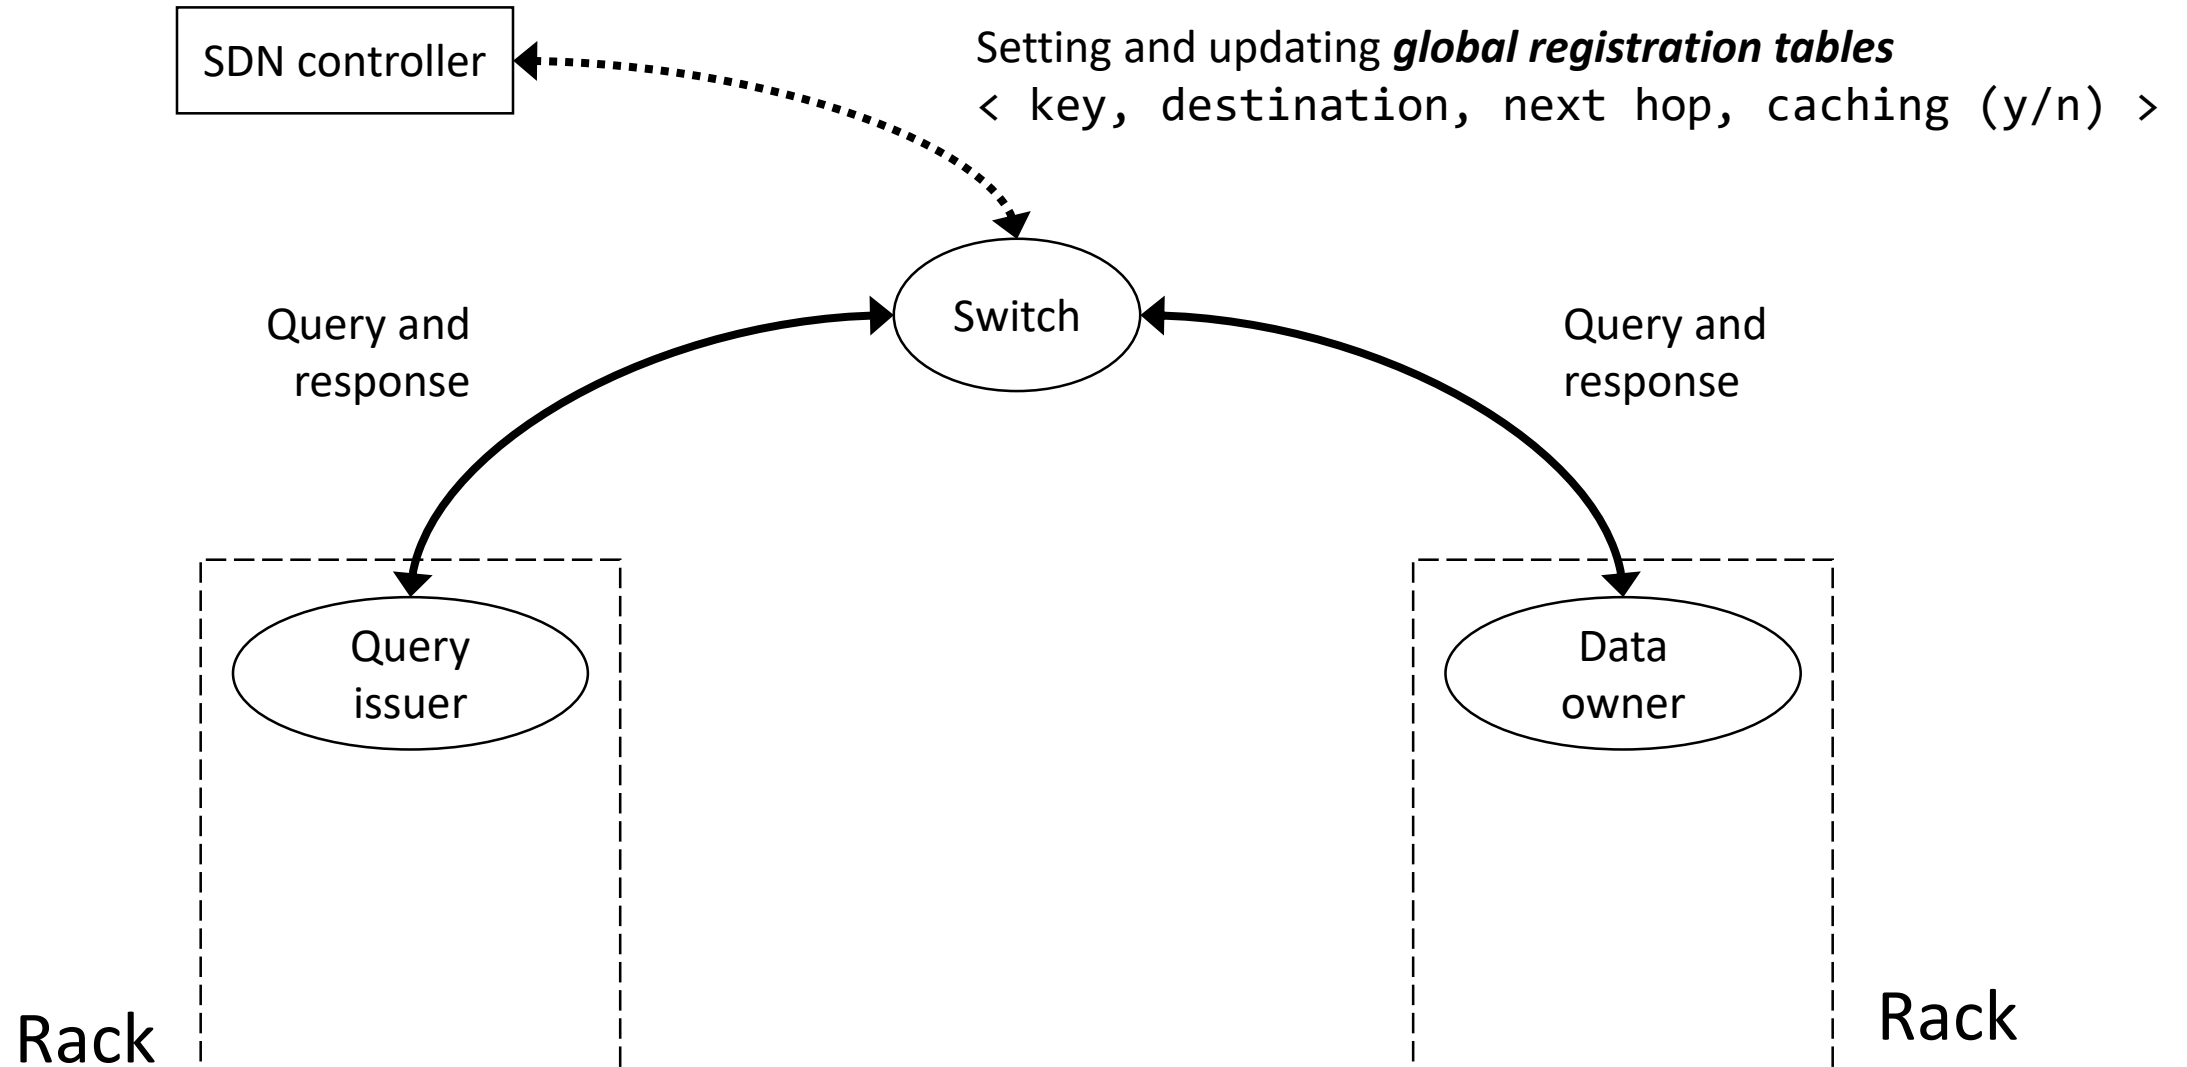 SDN controller
Setting and updating global registration tables
< key, destination, next hop, caching (y/n) >
Switch
Query and
response
Query and
response
Query
issuer
Data
owner
Rack
Rack